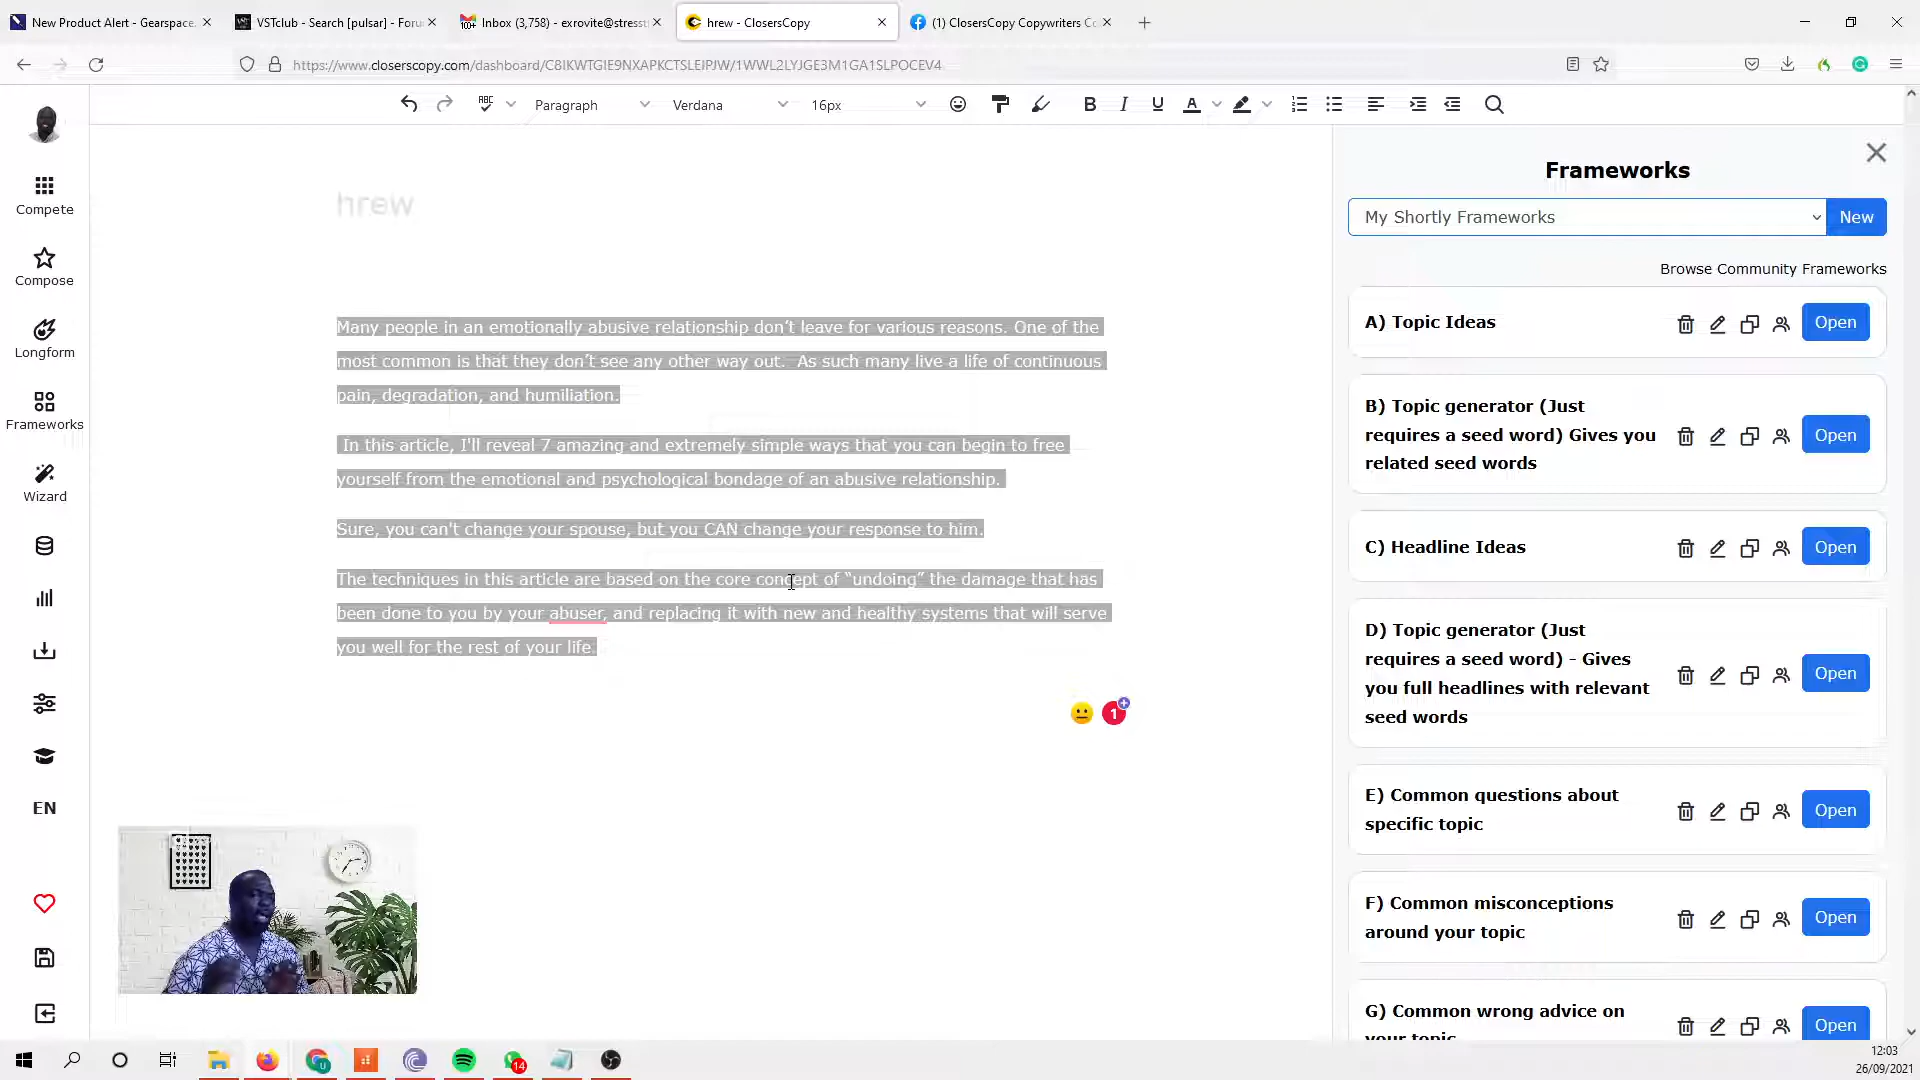 New Product Alert - Gearspace.
VSTclub - Search [pulsar] - Foru
Inbox (3,758) - exrovite@stresst
hrew - ClosersCopy
(1) ClosersCopy Copywriters Co
https://www.closerscopy.com/dashboard/C8IKWTGIE9NXAPKCTSLEJPJW/1WWL2LYJGE3M1GA1SLPOCEV4
ABC
Paragraph
Verdana
16px
B I U A
Compete
Compose
Longform
Frameworks
Wizard
EN
hrew
Many people in an emotionally abusive relationship don’t leave for various reasons. One of the
most common is that they don’t see any other way out. As such many live a life of continuous
pain, degradation, and humiliation.
In this article, I'll reveal 7 amazing and extremely simple ways that you can begin to free
yourself from the emotional and psychological bondage of an abusive relationship.
Sure, you can't change your spouse, but you CAN change your response to him.
The techniques in this article are based on the core concept of “undoing” the damage that has
been done to you by your abuser, and replacing it with new and healthy systems that will serve
you well for the rest of your life.
1
Frameworks
My Shortly Frameworks
New
Browse Community Frameworks
A) Topic Ideas
Open
B) Topic generator (Just
requires a seed word) Gives you
related seed words
Open
C) Headline Ideas
Open
D) Topic generator (Just
requires a seed word) - Gives
you full headlines with relevant
seed words
Open
E) Common questions about
specific topic
Open
F) Common misconceptions
around your topic
Open
G) Common wrong advice on
your topic
Open
14
12:03
26/09/2021